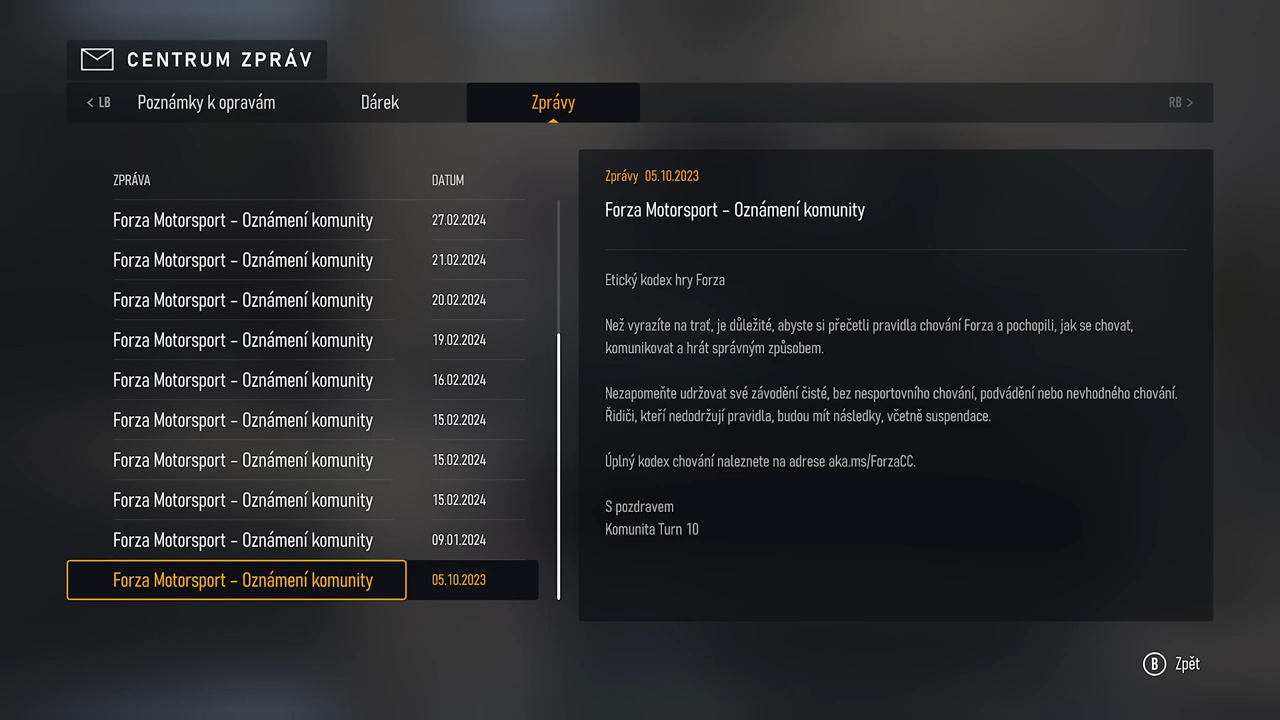 CENTRUM ZPRÁV
< LB Poznámky k opravám Dárek Zprávy RB >
ZPRÁVA DATUM
Forza Motorsport – Oznámení komunity 27.02.2024
Forza Motorsport – Oznámení komunity 21.02.2024
Forza Motorsport – Oznámení komunity 20.02.2024
Forza Motorsport – Oznámení komunity 19.02.2024
Forza Motorsport – Oznámení komunity 16.02.2024
Forza Motorsport – Oznámení komunity 15.02.2024
Forza Motorsport – Oznámení komunity 15.02.2024
Forza Motorsport – Oznámení komunity 15.02.2024
Forza Motorsport – Oznámení komunity 09.01.2024
Forza Motorsport – Oznámení komunity 05.10.2023
Zprávy 05.10.2023
Forza Motorsport – Oznámení komunity
Etický kodex hry Forza
Než vyrazíte na trať, je důležité, abyste si přečetli pravidla chování Forza a pochopili, jak se chovat,
komunikovat a hrát správným způsobem.
Nezapomeňte udržovat své závodění čisté, bez nesportovního chování, podvádění nebo nevhodného chování.
Řidiči, kteří nedodržují pravidla, budou mít následky, včetně suspendace.
Úplný kodex chování naleznete na adrese aka.ms/ForzaCC.
S pozdravem
Komunita Turn 10
B Zpět